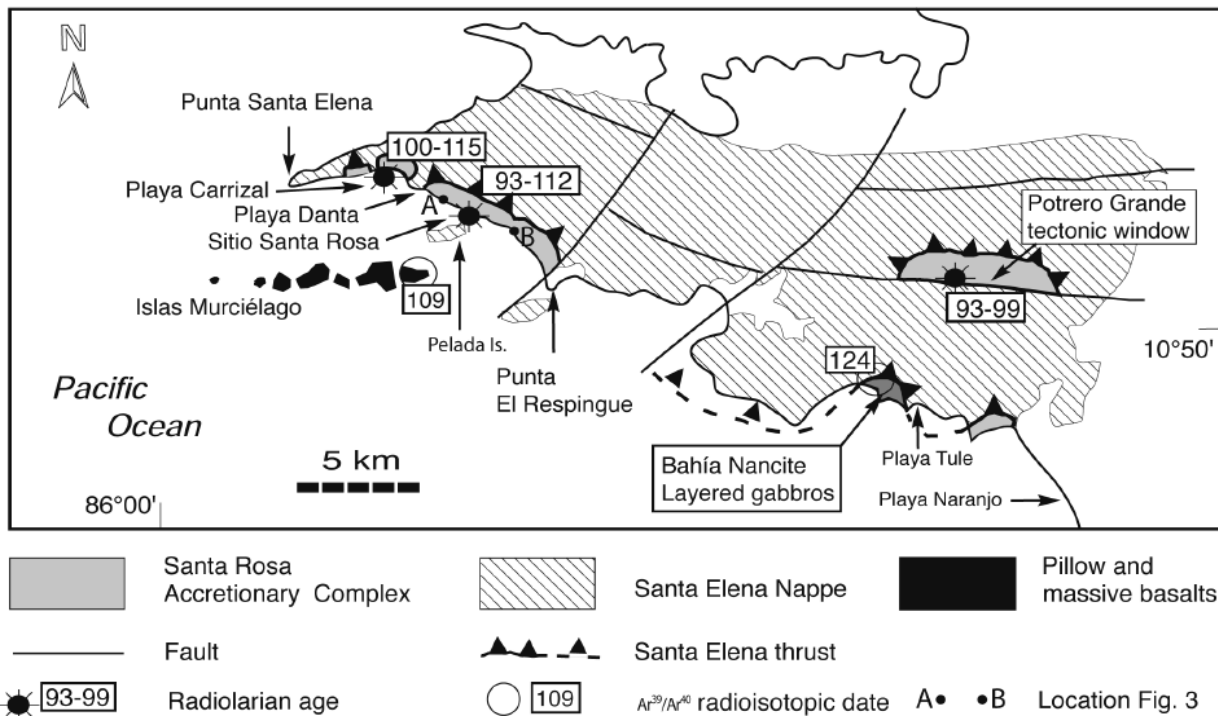 N
Punta Santa Elena
100-115
Playa Carrizal
93-112
Playa Danta
A
Sitio Santa Rosa
B
Potrero Grande
tectonic window
Islas Murciélago
109
93-99
Pelada Is.
10°50'
124
Punta
El Respingue
Pacific
Ocean
5 km
Bahía Nancite
Layered gabbros
Playa Tule
Playa Naranjo
86°00'
Santa Rosa
Accretionary Complex
Santa Elena Nappe
Pillow and
massive basalts
Fault
Santa Elena thrust
93-99 Radiolarian age
109 Ar³⁹/Ar⁴⁰ radioisotopic date
A• •B Location Fig. 3